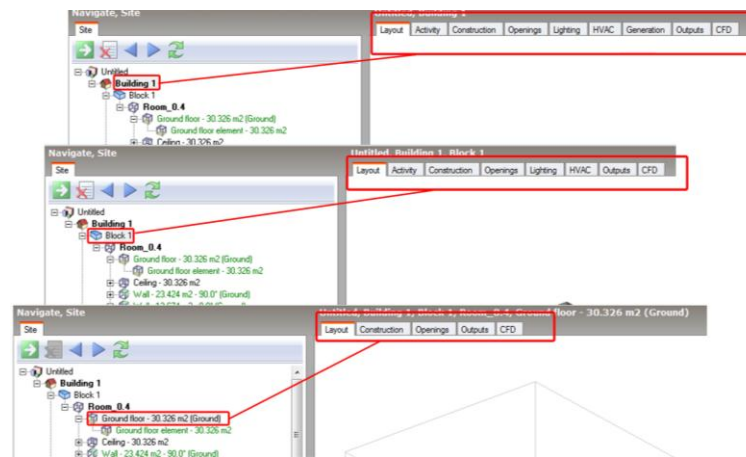 Navigate, Site
Untitled, Building 1
Site
Layout Activity Construction Openings Lighting HVAC Generation Outputs CFD
Untitled
Building 1
Block 1
Room_0.4
Ground floor - 30.326 m2 (Ground)
Ground floor element - 30.326 m2
Ceiling - 30.326 m2
Navigate, Site
Untitled, Building 1, Block 1
Site
Layout Activity Construction Openings Lighting HVAC Outputs CFD
Untitled
Building 1
Block 1
Room_0.4
Ground floor - 30.326 m2 (Ground)
Ground floor element - 30.326 m2
Ceiling - 30.326 m2
Wall - 23.424 m2 - 90.0° (Ground)
Navigate, Site
Untitled, Building 1, Block 1, Room_0.4, Ground floor - 30.326 m2 (Ground)
Site
Layout Construction Openings Outputs CFD
Untitled
Building 1
Block 1
Room_0.4
Ground floor - 30.326 m2 (Ground)
Ground floor element - 30.326 m2
Ceiling - 30.326 m2
Wall - 23.424 m2 - 90.0° (Ground)